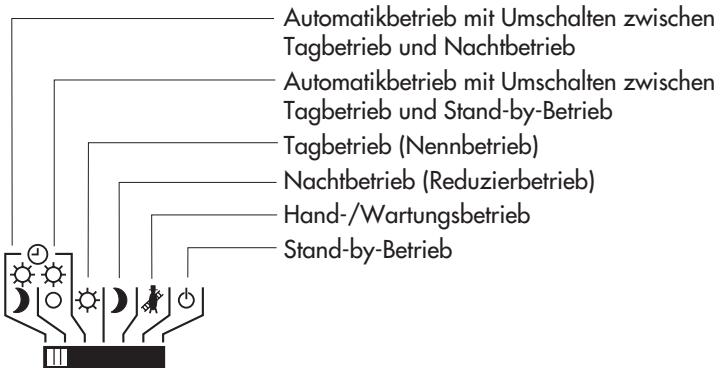 Automatikbetrieb mit Umschalten zwischen
Tagbetrieb und Nachtbetrieb
Automatikbetrieb mit Umschalten zwischen
Tagbetrieb und Stand-by-Betrieb
Tagbetrieb (Nennbetrieb)
Nachtbetrieb (Reduzierbetrieb)
Hand-/Wartungsbetrieb
Stand-by-Betrieb